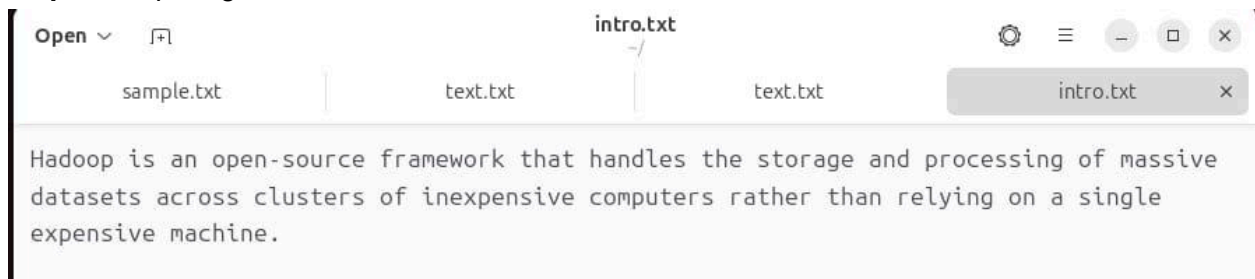 Open
intro.txt
~/
sample.txt text.txt text.txt intro.txt
Hadoop is an open-source framework that handles the storage and processing of massive
datasets across clusters of inexpensive computers rather than relying on a single
expensive machine.